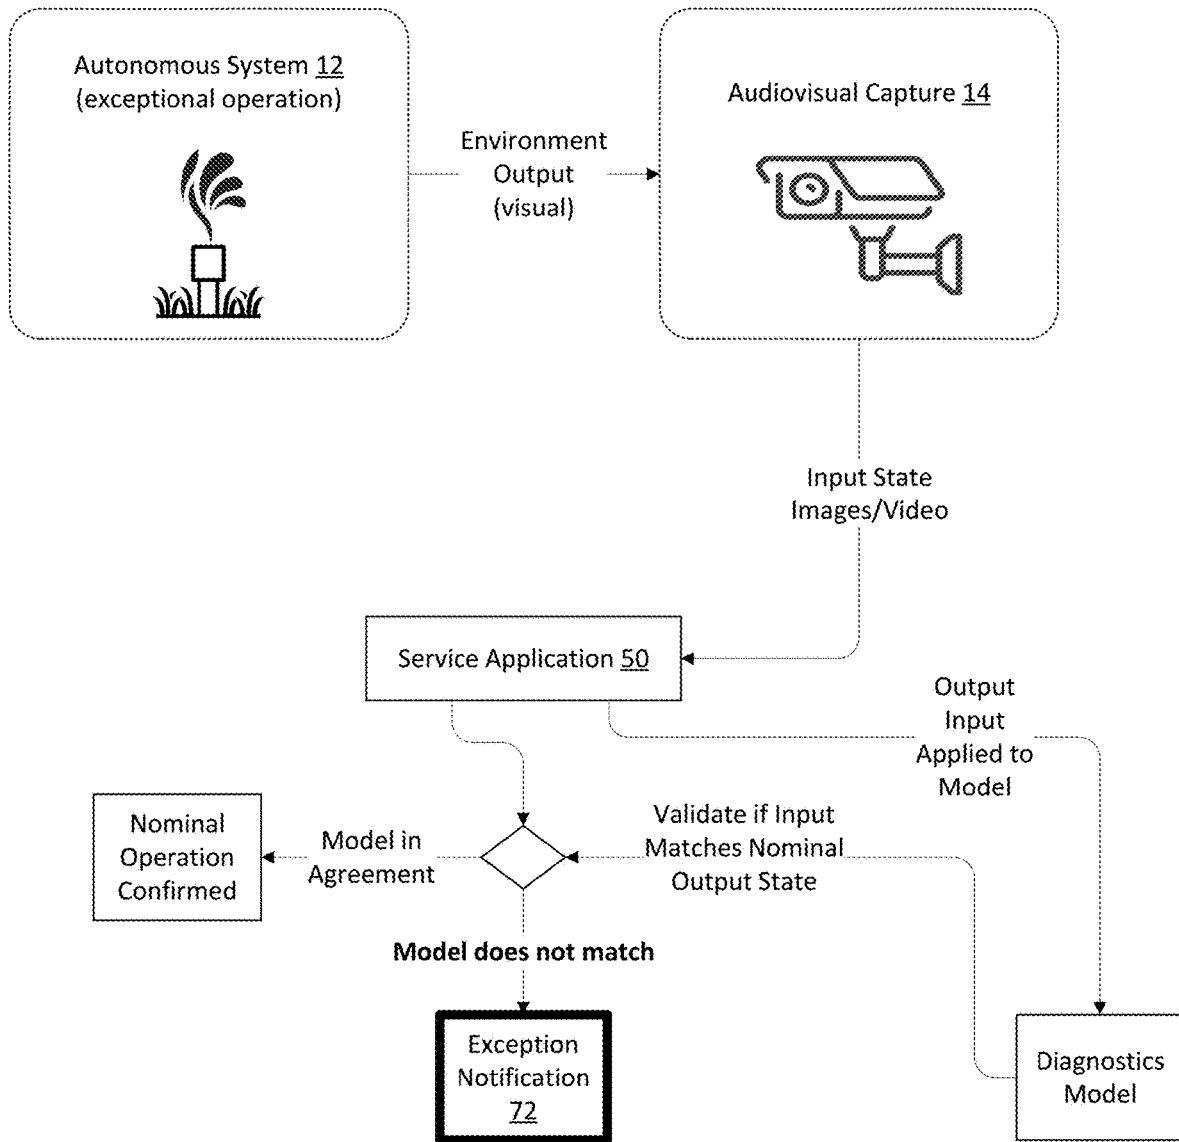 Autonomous System 12
(exceptional operation)
Environment
Output
(visual)
Audiovisual Capture 14
Input State
Images/Video
Service Application 50
Output
Input
Applied to
Model
Validate if Input
Matches Nominal
Output State
Model in
Agreement
Nominal
Operation
Confirmed
Model does not match
Exception
Notification
72
Diagnostics
Model